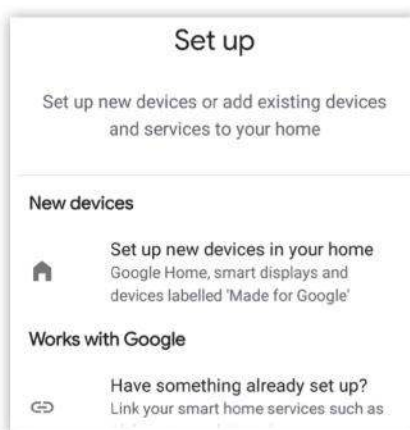 Set up
Set up new devices or add existing devices
and services to your home
New devices
Set up new devices in your home
Google Home, smart displays and
devices labelled 'Made for Google'
Works with Google
Have something already set up?
Link your smart home services such as